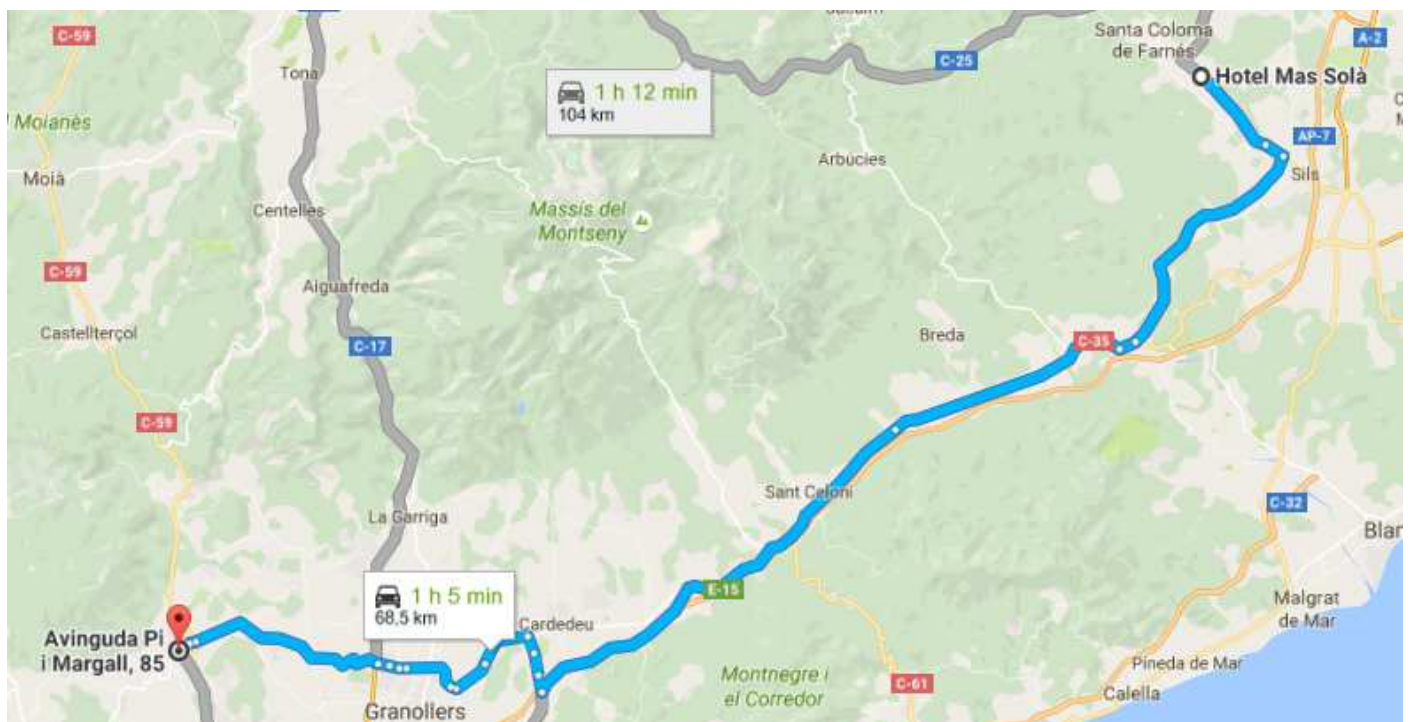 C-59
Santa Coloma
de Farnés
A-2
C-25
Tona
Hotel Mas Solà
1 h 12 min
104 km
l Moianès
AP-7
Arbúcies
Moià
Sils
Centelles
Massís del
Montseny
C-59
Aiguafreda
Castellterçol
Breda
C-35
C-17
C-59
Sant Celoni
C-32
La Garriga
Blan
1 h 5 min
68,5 km
E-15
Malgrat
de Mar
Cardedeu
Avinguda Pi
i Margall, 85
Pineda de Mar
Montnegre i
el Corredor
C-61
Calella
Granollers